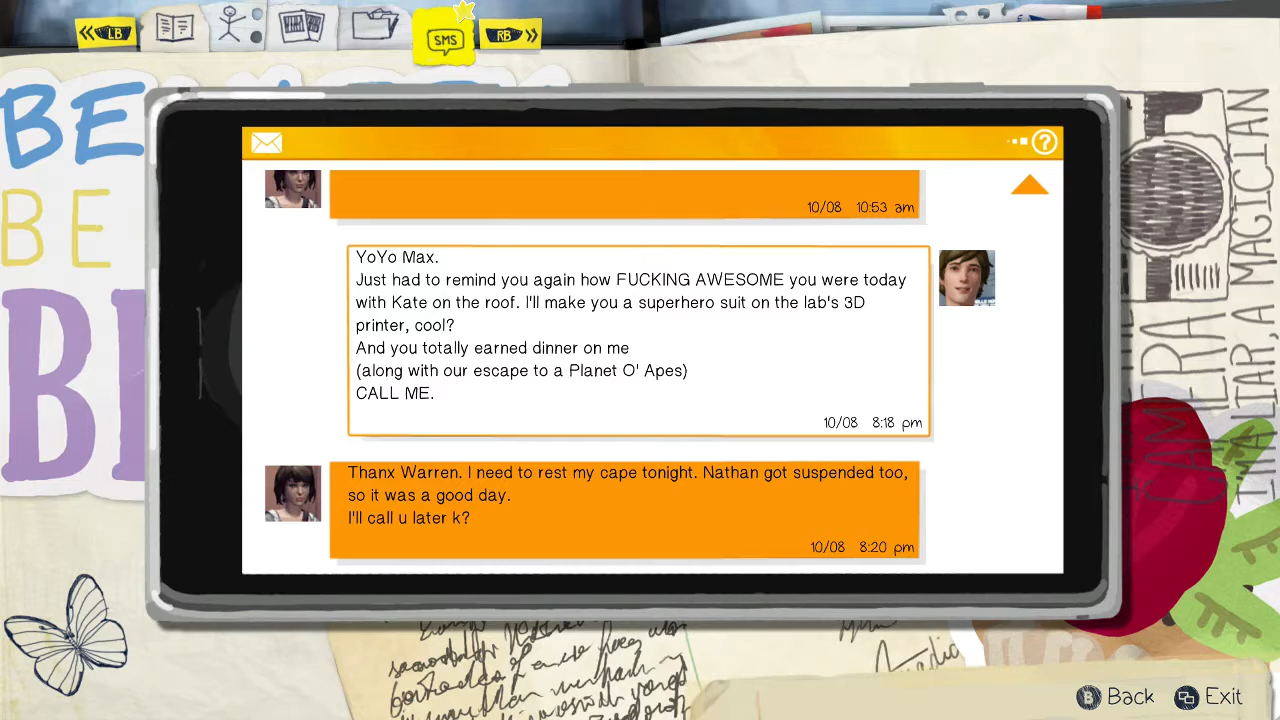 LB
SMS
RB
BE
BE
BE
10/08 10:53 am
YoYo Max.
Just had to remind you again how FUCKING AWESOME you were today
with Kate on the roof. I'll make you a superhero suit on the lab's 3D
printer, cool?
And you totally earned dinner on me
(along with our escape to a Planet O' Apes)
CALL ME.
10/08 8:18 pm
Thanx Warren. I need to rest my cape tonight. Nathan got suspended too,
so it was a good day.
I'll call u later k?
10/08 8:20 pm
CAMERA
A MAGICIAN
B Back
Exit